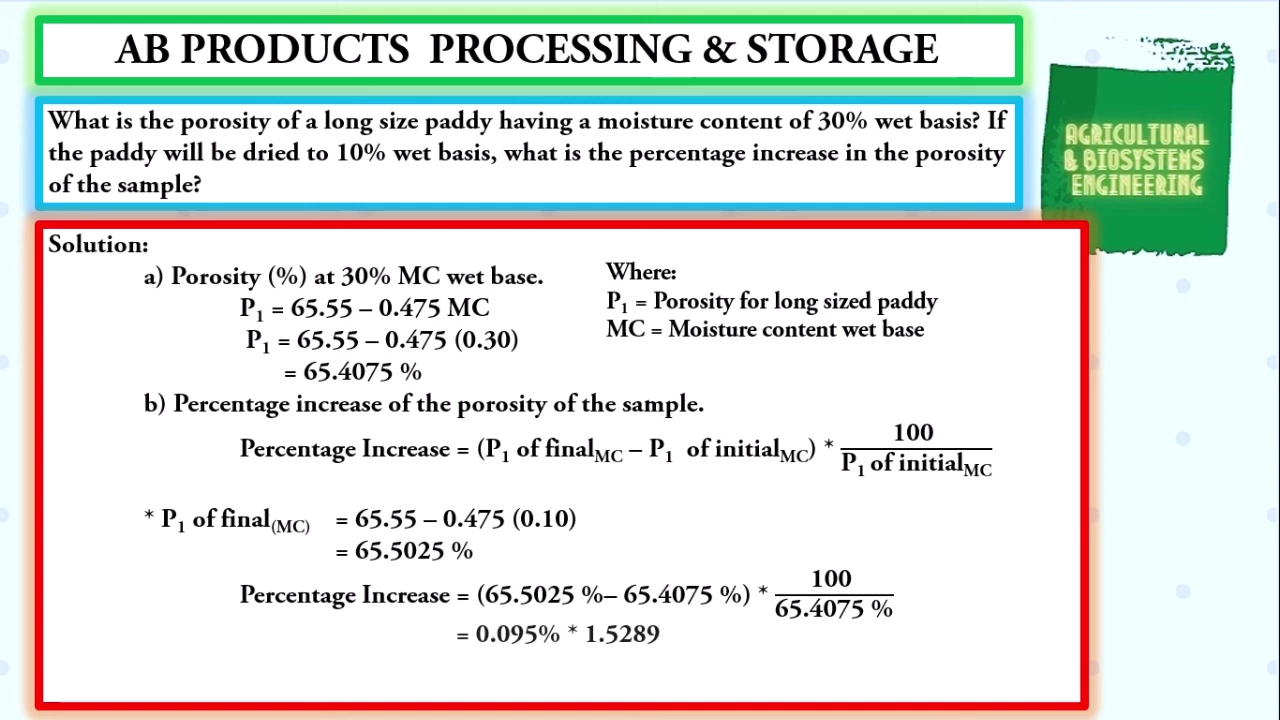 AB PRODUCTS PROCESSING & STORAGE
AGRICULTURAL
& BIOSYSTEMS
ENGINEERING
What is the porosity of a long size paddy having a moisture content of 30% wet basis? If
the paddy will be dried to 10% wet basis, what is the percentage increase in the porosity
of the sample?
Solution:
a) Porosity (%) at 30% MC wet base.
P₁ = 65.55 – 0.475 MC
P₁ = 65.55 – 0.475 (0.30)
= 65.4075 %
Where:
P₁ = Porosity for long sized paddy
MC = Moisture content wet base
b) Percentage increase of the porosity of the sample.
Percentage Increase = (P₁ of final MC – P₁ of initial MC) * 100 / P₁ of initial MC
* P₁ of final (MC) = 65.55 – 0.475 (0.10)
= 65.5025 %
Percentage Increase = (65.5025 %– 65.4075 %) * 100 / 65.4075 %
= 0.095% * 1.5289